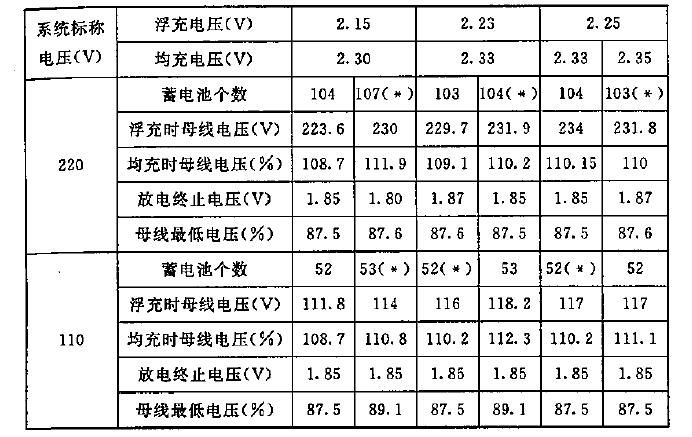 系统标称电压(V) 浮充电压(V) 2.15 2.23 2.25
均充电压(V) 2.30 2.33 2.33 2.35
220 蓄电池个数 104 107(*) 103 104(*) 104 103(*)
浮充时母线电压(V) 223.6 230 229.7 231.9 234 231.8
均充时母线电压(%) 108.7 111.9 109.1 110.2 110.15 110
放电终止电压(V) 1.85 1.80 1.87 1.85 1.85 1.87
母线最低电压(%) 87.5 87.6 87.6 87.5 87.5 87.6
110 蓄电池个数 52 53(*) 52(*) 53 52(*) 52
浮充时母线电压(V) 111.8 114 116 118.2 117 117
均充时母线电压(%) 108.7 110.8 110.2 112.3 110.2 111.1
放电终止电压(V) 1.85 1.85 1.85 1.85 1.85 1.85
母线最低电压(%) 87.5 89.1 87.5 89.1 87.5 87.5